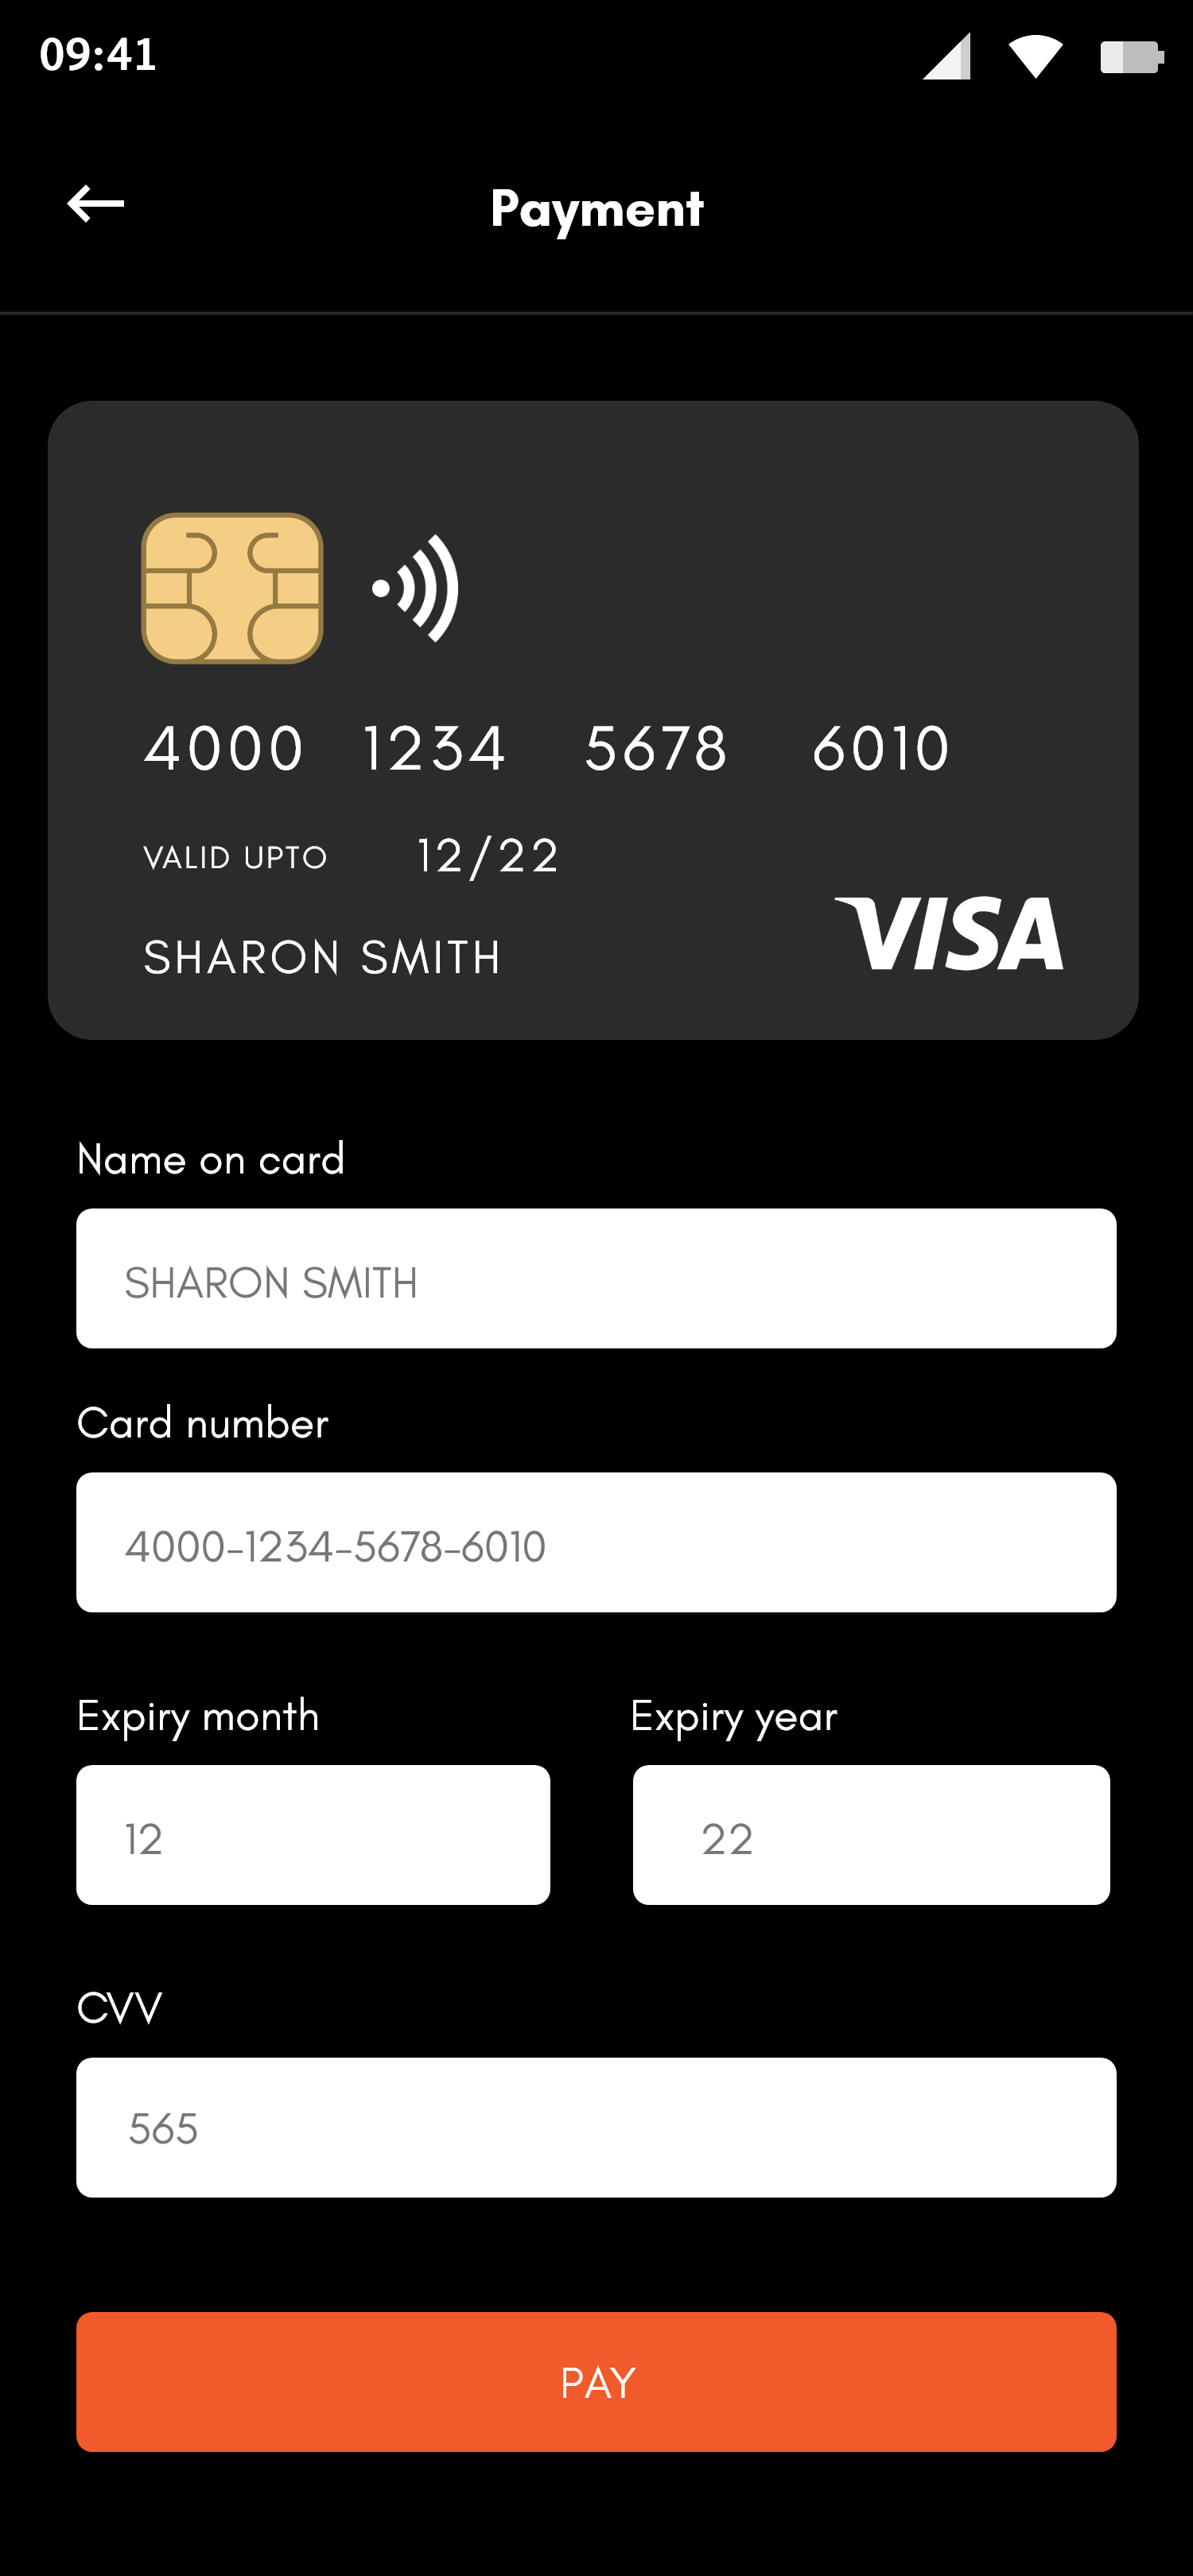 09:41
Payment
4000 1234 5678 6010
VALID UPTO 12/22
SHARON SMITH
VISA
Name on card
SHARON SMITH
Card number
4000-1234-5678-6010
Expiry month Expiry year
12 22
CVV
565
PAY